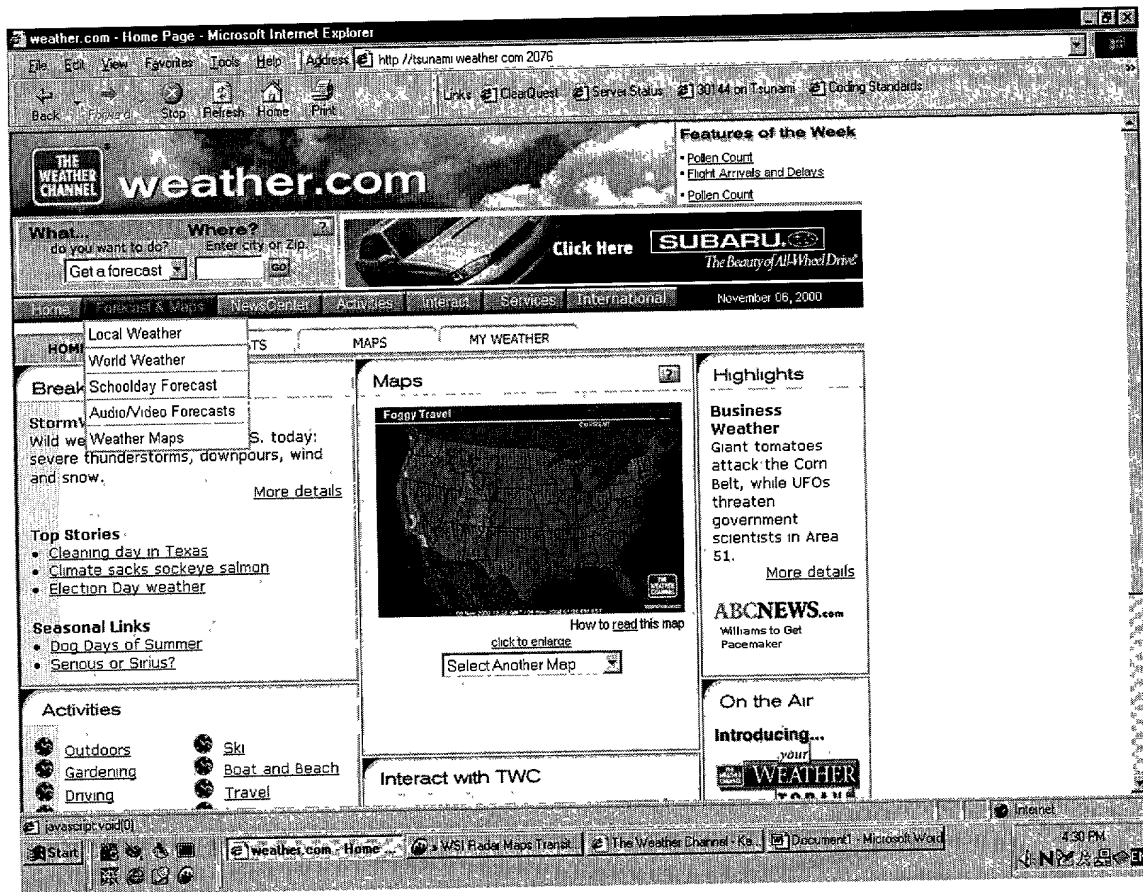 weather.com - Home Page - Microsoft Internet Explorer
File Edit View Favorites Tools Help Address http //tsunami weather com 2076
Back Forward Stop Refresh Home Print Links ClearQuest Server Status 30144 on Tsunami Coding Standards
THE WEATHER CHANNEL
weather.com
Features of the Week
Pollen Count
Flight Arrivals and Delays
Pollen Count
What... Where? ?
do you want to do? Enter city or Zip.
Get a forecast GO
Click Here SUBARU.
The Beauty of All-Wheel Drive
Home Forecast & Maps NewsCenter Activities Interact Services International November 06, 2000
Local Weather
World Weather
Schoolday Forecast
Audio/Video Forecasts
Weather Maps
HOME STS MAPS MY WEATHER
Break
StormW
Wild we S. today:
severe thunderstorms, downpours, wind
and snow.
More details
Top Stories
Cleaning day in Texas
Climate sacks sockeye salmon
Election Day weather
Seasonal Links
Dog Days of Summer
Serious or Sirius?
Activities
Outdoors
Gardening
Driving
Ski
Boat and Beach
Travel
Maps ?
Foggy Travel
THE WEATHER CHANNEL
How to read this map
click to enlarge
Select Another Map
Interact with TWC
Highlights
Business
Weather
Giant tomatoes
attack the Corn
Belt, while UFOs
threaten
government
scientists in Area
51.
More details
ABCNEWS.com
Williams to Get
Pacemaker
On the Air
Introducing...
your
WEATHER
TODAY
javascript:void(0) Internet
Start weather.com - Home ... WSI Radar Maps Transit... The Weather Channel - Ke... Document1 - Microsoft Word 4:30 PM